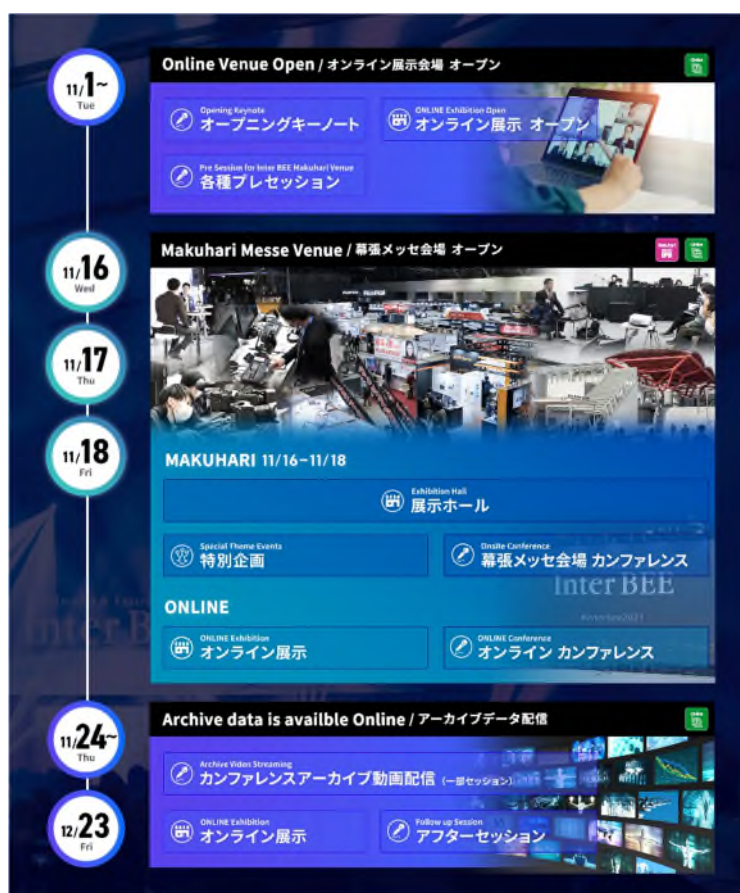 11/1~
Tue
Online Venue Open / オンライン展示会場 オープン
Opening Keynote
オープニングキーノート
ONLINE Exhibition Open
オンライン展示 オープン
Pre Session for Inter BEE Makuhari Venue
各種プレセッション
11/16
Wed
11/17
Thu
11/18
Fri
Makuhari Messe Venue / 幕張メッセ会場 オープン
MAKUHARI 11/16-11/18
Exhibition Hall
展示ホール
Special Theme Events
特別企画
Onsite Conference
幕張メッセ会場 カンファレンス
Inter BEE
ONLINE
ONLINE Exhibition
オンライン展示
ONLINE Conference
オンライン カンファレンス
11/24~
Thu
12/23
Fri
Archive data is availble Online / アーカイブデータ配信
Archive Video Streaming
カンファレンスアーカイブ動画配信 (一部セッション)
ONLINE Exhibition
オンライン展示
Follow up Session
アフターセッション